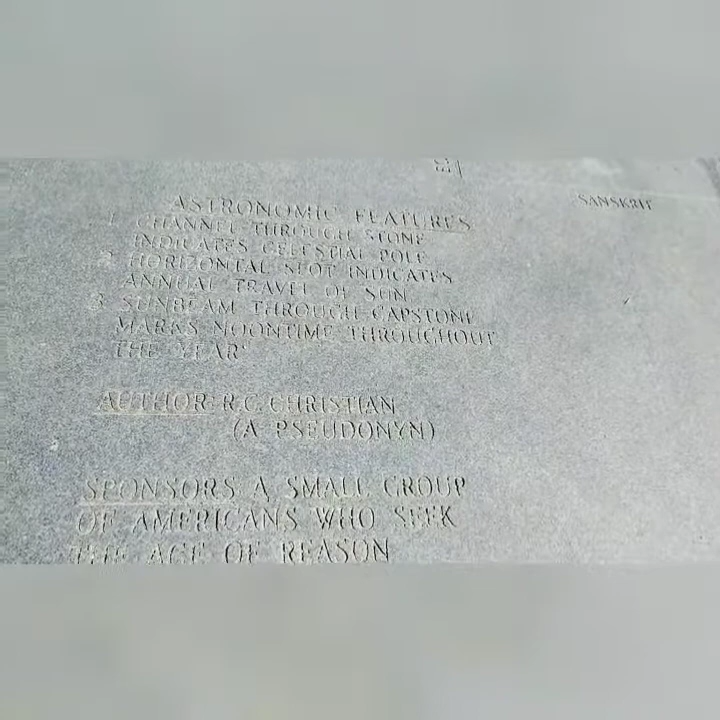 ASTRONOMIC FEATURES
1. CHANNEL THROUGH STONE
INDICATES CELESTIAL POLE
2. HORIZONTAL SLOT INDICATES
ANNUAL TRAVEL OF SUN
3. SUNBEAM THROUGH CAPSTONE
MARKS NOONTIME THROUGHOUT
THE YEAR
AUTHOR: R.C. CHRISTIAN
(A PSEUDONYN)
SPONSORS: A SMALL GROUP
OF AMERICANS WHO SEEK
THE AGE OF REASON
SANSKRIT